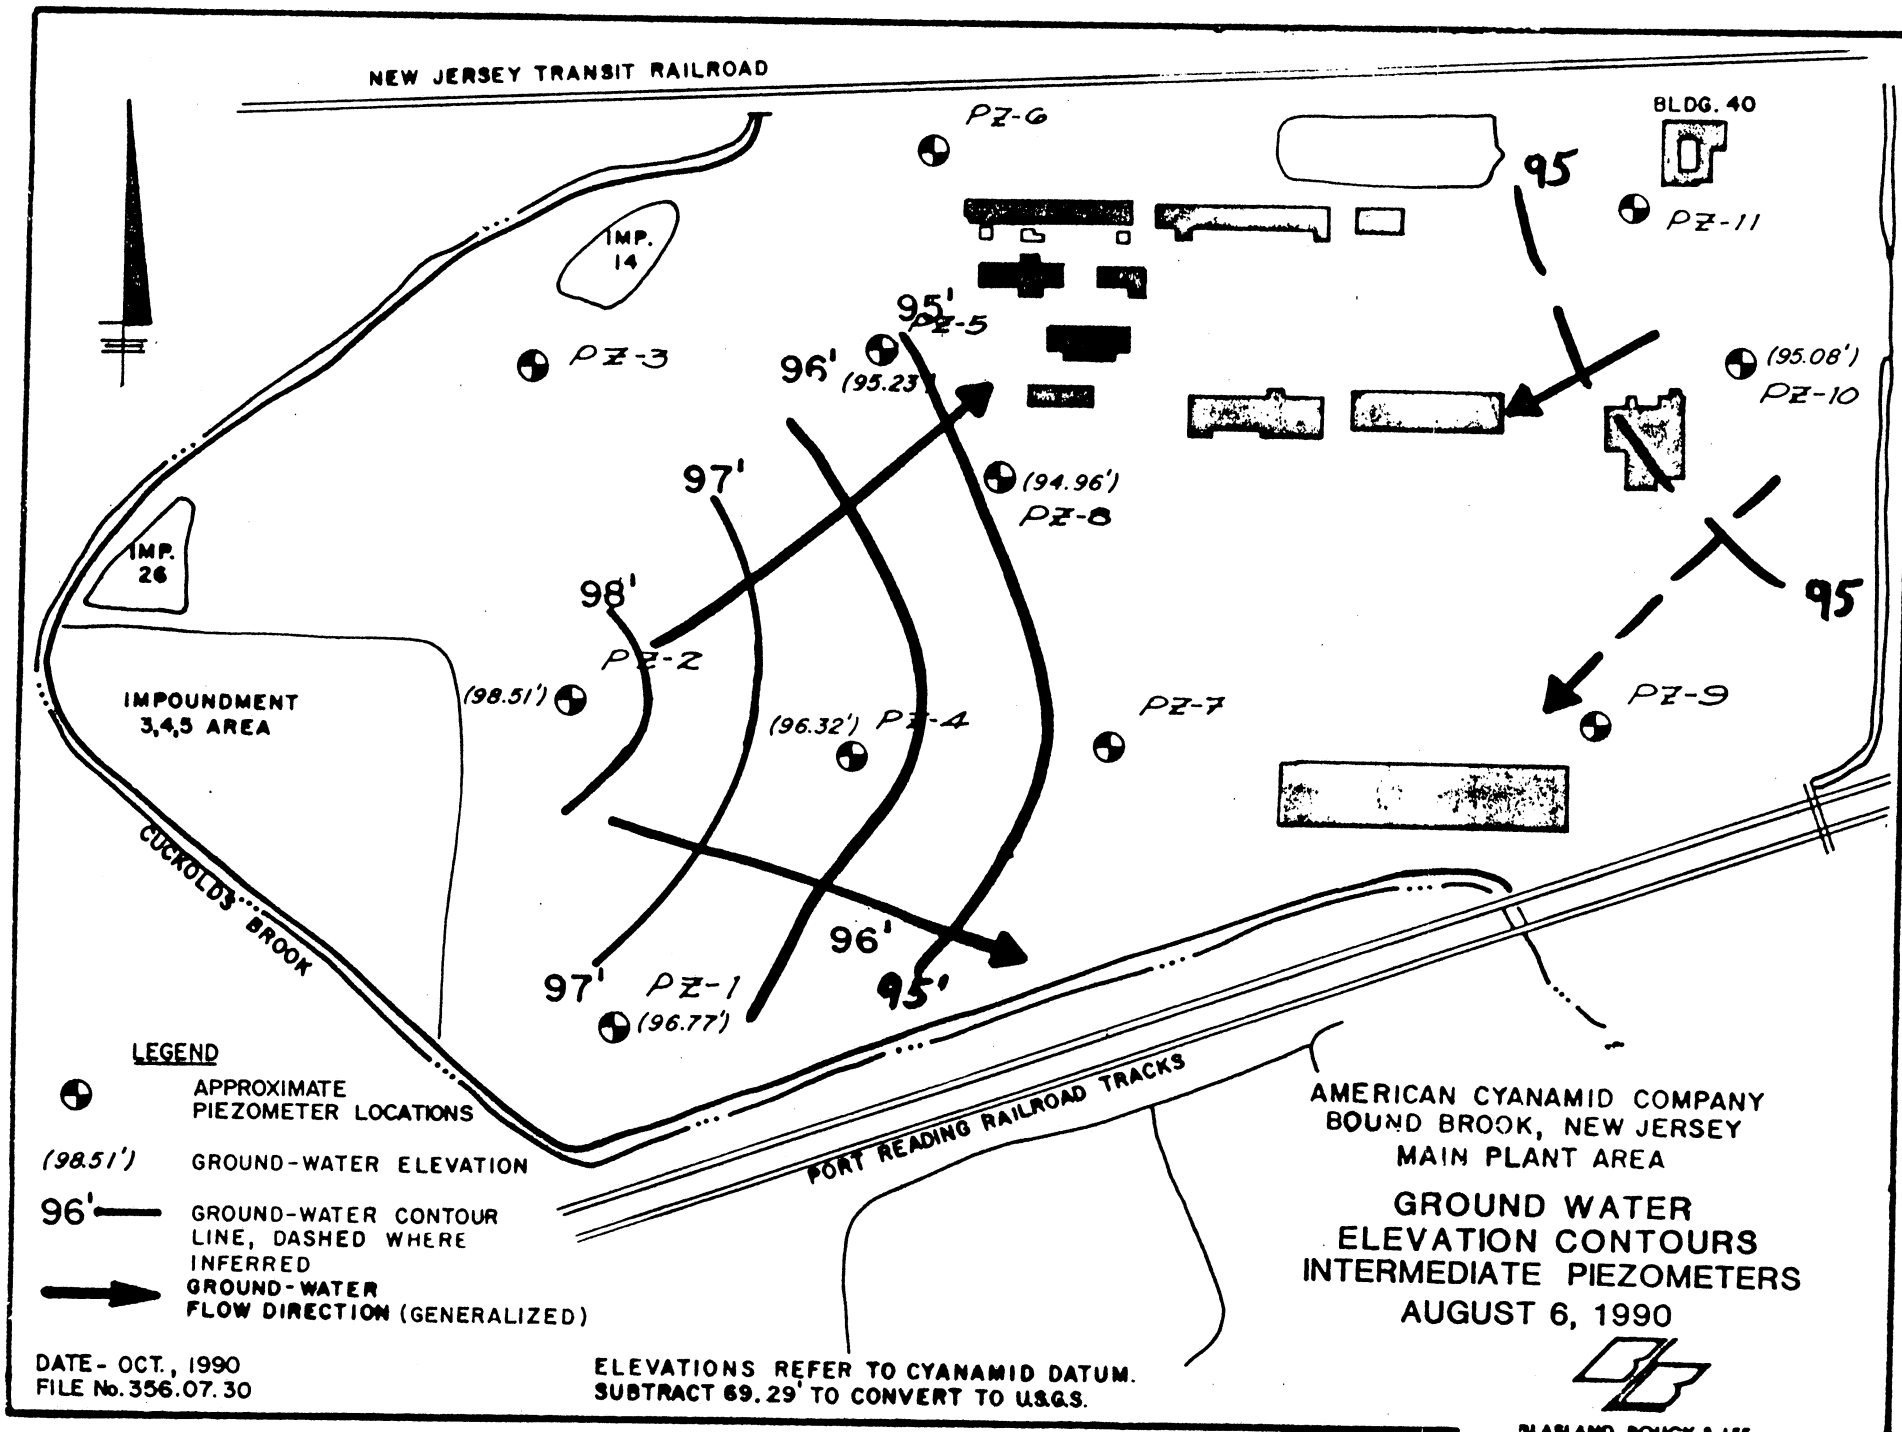 NEW JERSEY TRANSIT RAILROAD
PZ-6
BLDG. 40
95
PZ-11
IMP.
14
95'
PZ-5
PZ-3
96'
(95.23')
(95.08')
PZ-10
97'
(94.96')
PZ-8
IMP.
26
98'
95
PZ-2
(98.51')
IMPOUNDMENT
3,4,5 AREA
(96.32')
PZ-4
PZ-7
PZ-9
CUCKOLDS BROOK
96'
97'
PZ-1
95'
(96.77')
LEGEND
APPROXIMATE
PIEZOMETER LOCATIONS
(98.51') GROUND-WATER ELEVATION
96' GROUND-WATER CONTOUR
LINE, DASHED WHERE
INFERRED
GROUND-WATER
FLOW DIRECTION (GENERALIZED)
PORT READING RAILROAD TRACKS
AMERICAN CYANAMID COMPANY
BOUND BROOK, NEW JERSEY
MAIN PLANT AREA
GROUND WATER
ELEVATION CONTOURS
INTERMEDIATE PIEZOMETERS
AUGUST 6, 1990
DATE- OCT., 1990
FILE No. 356.07.30
ELEVATIONS REFER TO CYANAMID DATUM.
SUBTRACT 69.29' TO CONVERT TO U.S.G.S.